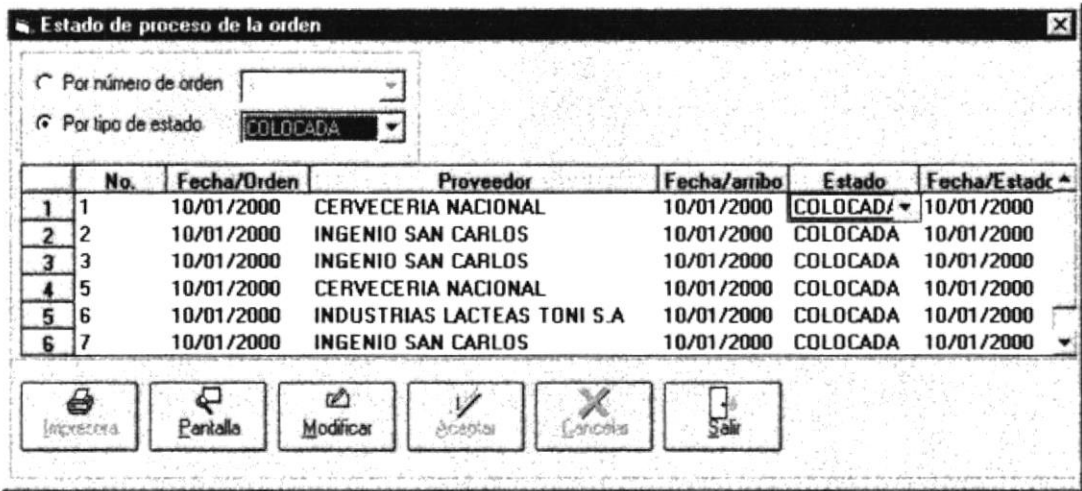 Estado de proceso de la orden
Por número de orden
Por tipo de estado COLOCADA
No. Fecha/Orden Proveedor Fecha/arribo Estado Fecha/Estado
1 1 10/01/2000 CERVECERIA NACIONAL 10/01/2000 COLOCADA 10/01/2000
2 2 10/01/2000 INGENIO SAN CARLOS 10/01/2000 COLOCADA 10/01/2000
3 3 10/01/2000 INGENIO SAN CARLOS 10/01/2000 COLOCADA 10/01/2000
4 5 10/01/2000 CERVECERIA NACIONAL 10/01/2000 COLOCADA 10/01/2000
5 6 10/01/2000 INDUSTRIAS LACTEAS TONI S.A 10/01/2000 COLOCADA 10/01/2000
6 7 10/01/2000 INGENIO SAN CARLOS 10/01/2000 COLOCADA 10/01/2000
Impresora Pantalla Modificar Aceptar Cancelar Salir